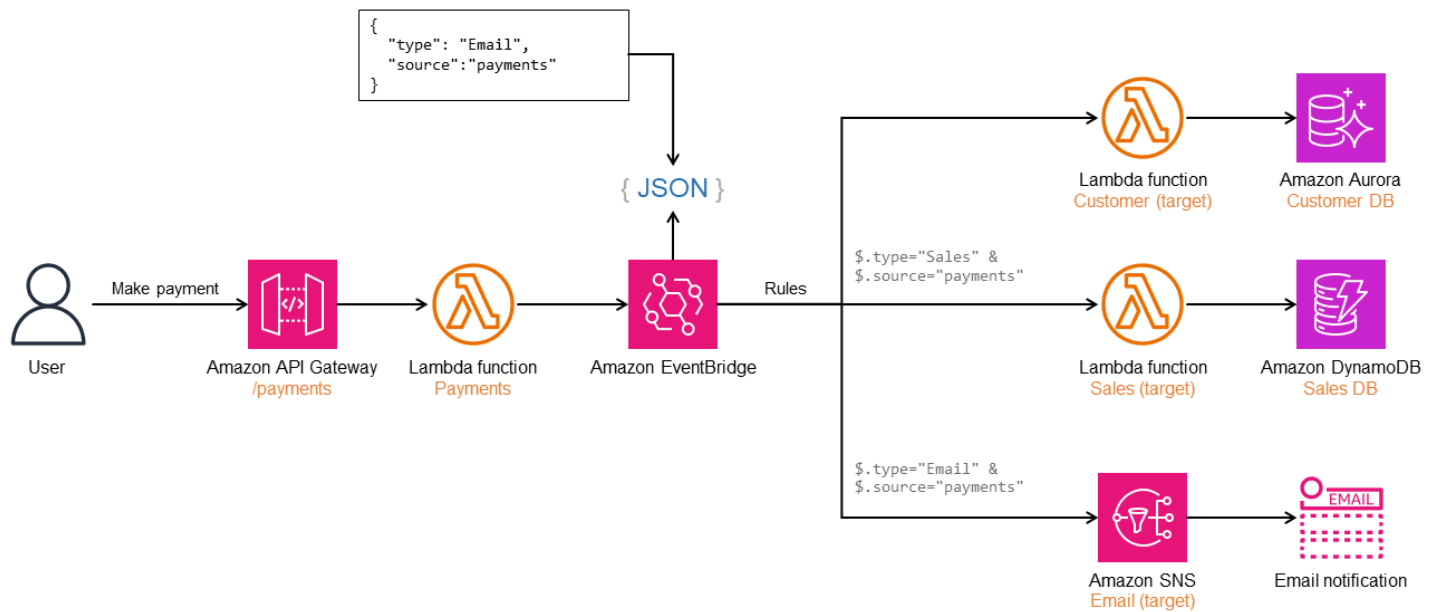 {
"type": "Email",
"source":"payments"
}
{ JSON }
Lambda function
Customer (target)
Amazon Aurora
Customer DB
Make payment
User
Amazon API Gateway
/payments
Lambda function
Payments
Amazon EventBridge
Rules
$.type="Sales" &
$.source="payments"
Lambda function
Sales (target)
Amazon DynamoDB
Sales DB
$.type="Email" &
$.source="payments"
Amazon SNS
Email (target)
EMAIL
Email notification